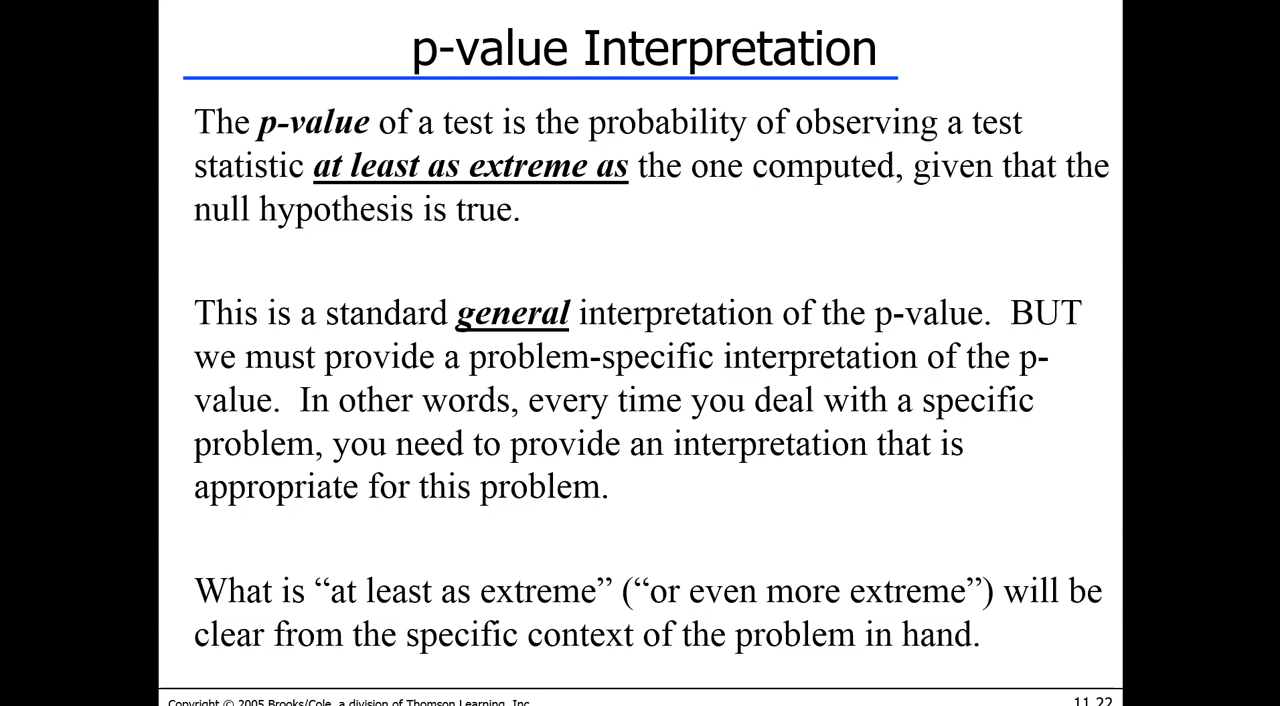 p-value Interpretation
The p-value of a test is the probability of observing a test
statistic at least as extreme as the one computed, given that the
null hypothesis is true.
This is a standard general interpretation of the p-value.  BUT
we must provide a problem-specific interpretation of the p-
value.  In other words, every time you deal with a specific
problem, you need to provide an interpretation that is
appropriate for this problem.
What is “at least as extreme” (“or even more extreme”) will be
clear from the specific context of the problem in hand.
Copyright © 2005 Brooks/Cole, a division of Thomson Learning, Inc.
11.22